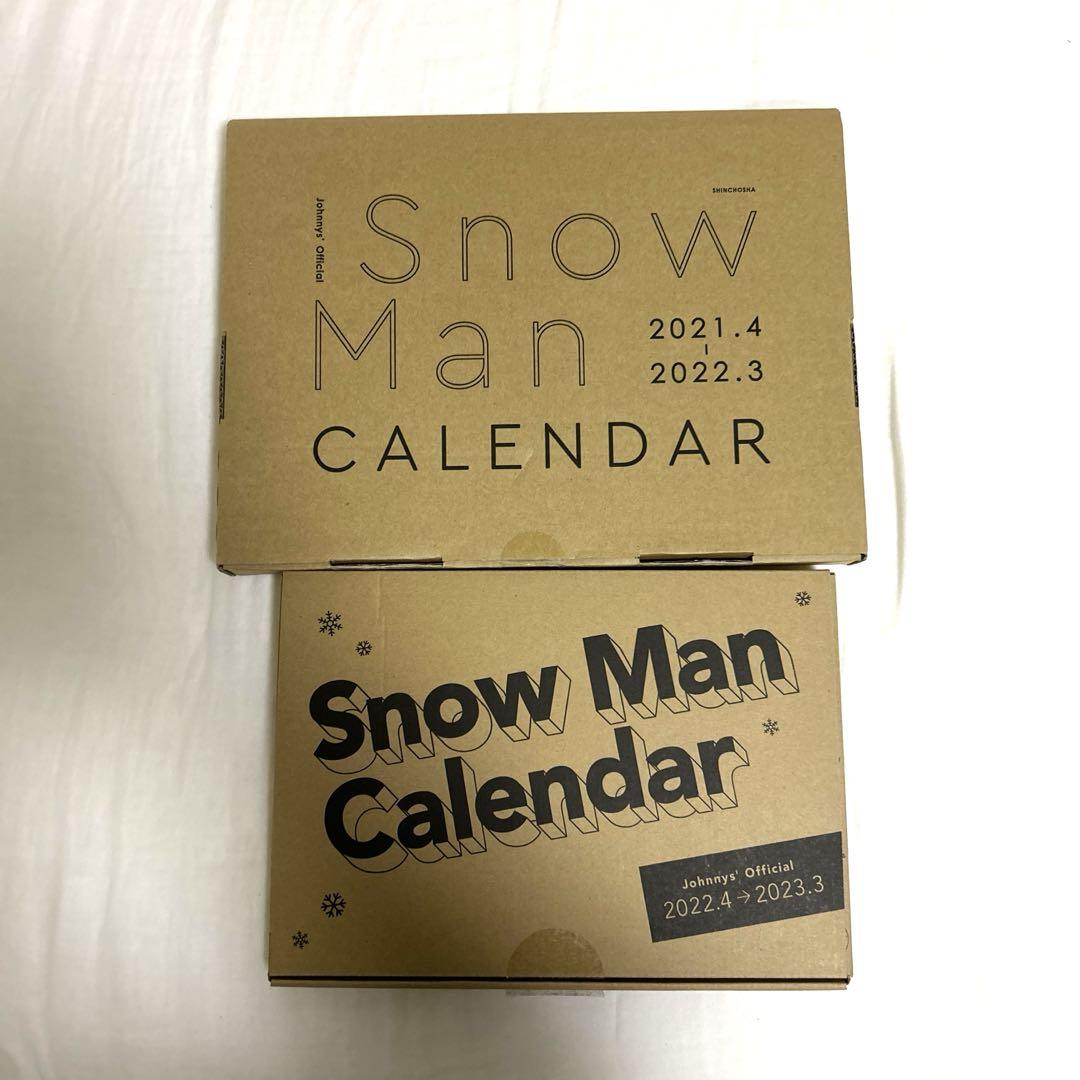 SHINCHOSHA
Johnnys' Official
Snow
Man
2021.4
-
2022.3
CALENDAR
Snow Man
Calendar
Johnnys' Official
2022.4→2023.3